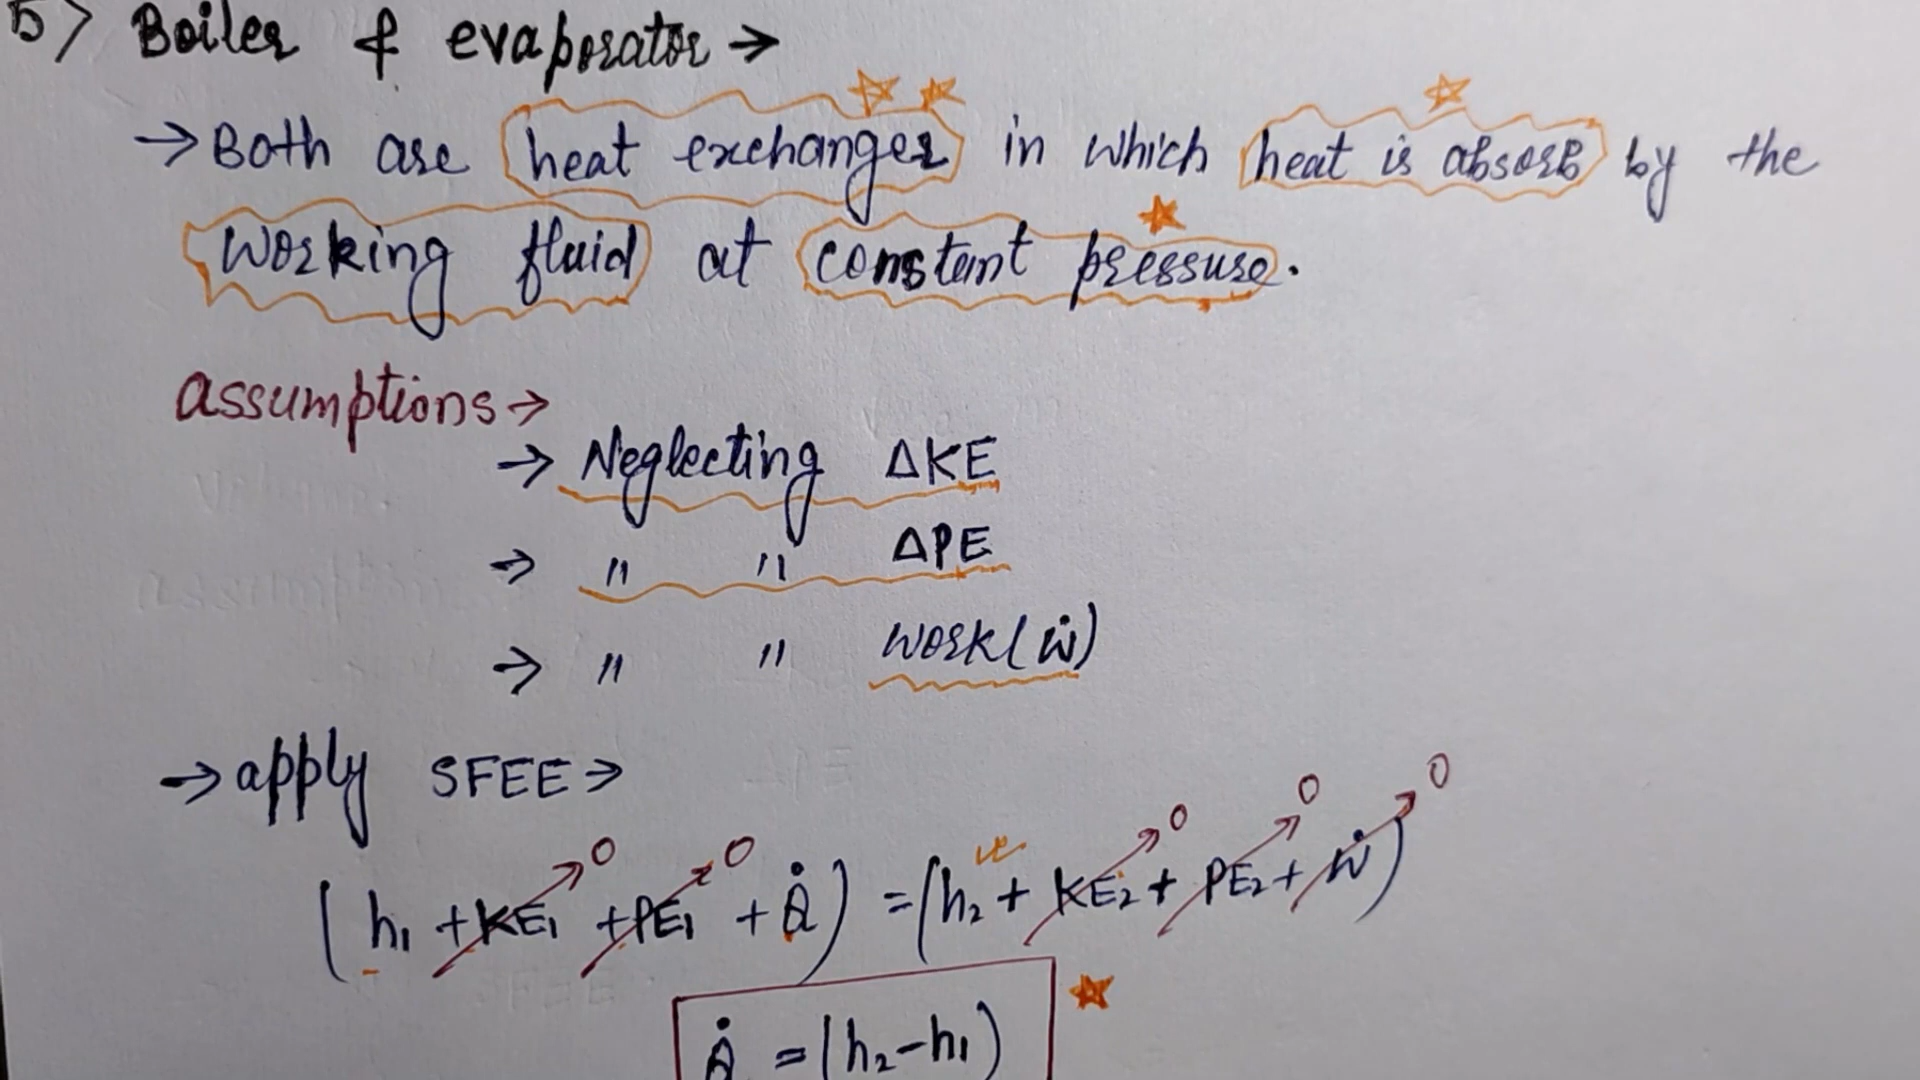 5) Boiler & evaporator →
→ Both are heat exchanger in which heat is absorb by the
working fluid at constant pressure.
assumptions →
→ Neglecting ΔKE
→ " " ΔPE
→ " " work(ẇ)
→ apply SFEE →
(h₁ + KE₁ + PE₁ + Q̇) = (h₂ + KE₂ + PE₂ + ẇ)
0 0 0 0 0
Q̇ = (h₂ - h₁)